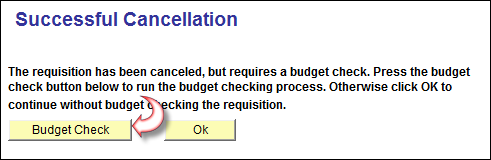 Successful Cancellation
The requisition has been canceled, but requires a budget check. Press the budget
check button below to run the budget checking process. Otherwise click OK to
continue without budget checking the requisition.
Budget Check
Ok